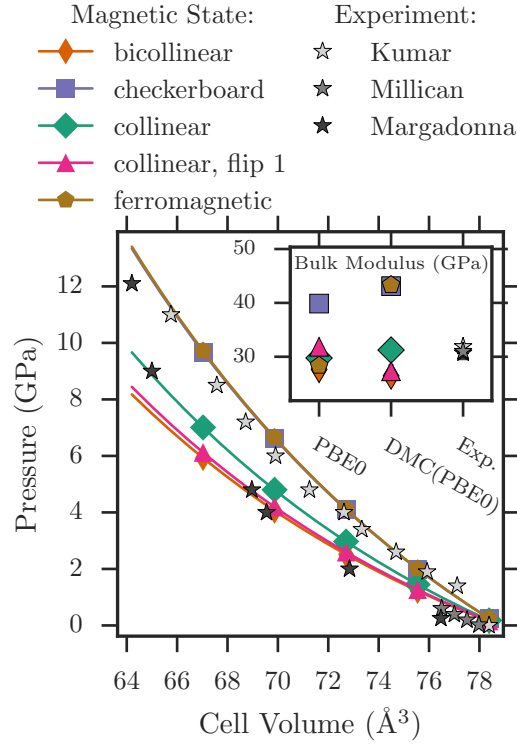 Magnetic State: Experiment:
bicollinear Kumar
checkerboard Millican
collinear Margadonna
collinear, flip 1
ferromagnetic
Bulk Modulus (GPa)
50
40
30
PBE0
DMC(PBE0)
Exp.
Pressure (GPa)
12
10
8
6
4
2
0
64 66 68 70 72 74 76 78
Cell Volume (Å³)